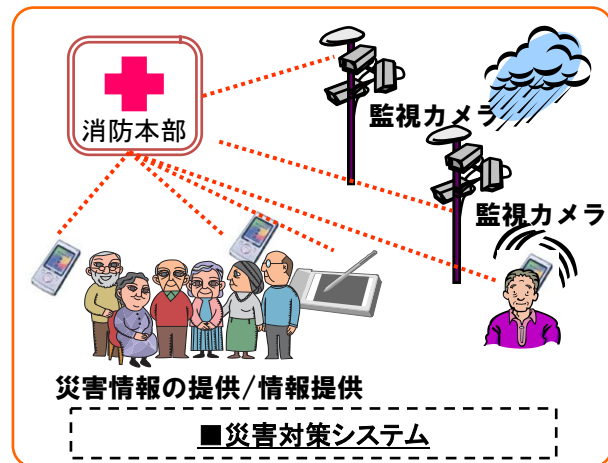 消防本部
監視カメラ
監視カメラ
災害情報の提供/情報提供
■災害対策システム